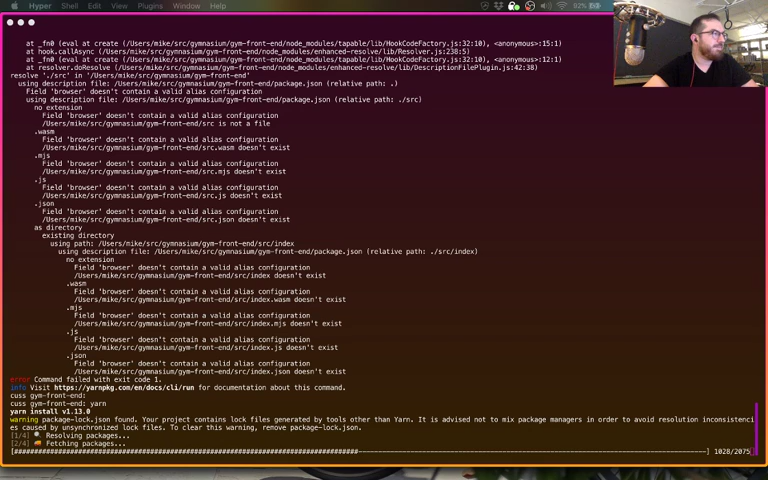 Hyper Shell Edit View Plugins Window Help 92%
at _fn0 (eval at create (/Users/mike/src/gymnasium/gym-front-end/node_modules/tapable/lib/HookCodeFactory.js:32:10), <anonymous>:15:1)
at hook.callAsync (/Users/mike/src/gymnasium/gym-front-end/node_modules/enhanced-resolve/lib/Resolver.js:238:5)
at _fn0 (eval at create (/Users/mike/src/gymnasium/gym-front-end/node_modules/tapable/lib/HookCodeFactory.js:32:10), <anonymous>:12:1)
at resolver.doResolve (/Users/mike/src/gymnasium/gym-front-end/node_modules/enhanced-resolve/lib/DescriptionFilePlugin.js:42:38)
resolve './src' in '/Users/mike/src/gymnasium/gym-front-end'
using description file: /Users/mike/src/gymnasium/gym-front-end/package.json (relative path: .)
Field 'browser' doesn't contain a valid alias configuration
using description file: /Users/mike/src/gymnasium/gym-front-end/package.json (relative path: ./src)
no extension
Field 'browser' doesn't contain a valid alias configuration
/Users/mike/src/gymnasium/gym-front-end/src is not a file
.wasm
Field 'browser' doesn't contain a valid alias configuration
/Users/mike/src/gymnasium/gym-front-end/src.wasm doesn't exist
.mjs
Field 'browser' doesn't contain a valid alias configuration
/Users/mike/src/gymnasium/gym-front-end/src.mjs doesn't exist
.js
Field 'browser' doesn't contain a valid alias configuration
/Users/mike/src/gymnasium/gym-front-end/src.js doesn't exist
.json
Field 'browser' doesn't contain a valid alias configuration
/Users/mike/src/gymnasium/gym-front-end/src.json doesn't exist
as directory
existing directory
using path: /Users/mike/src/gymnasium/gym-front-end/src/index
using description file: /Users/mike/src/gymnasium/gym-front-end/package.json (relative path: ./src/index)
no extension
Field 'browser' doesn't contain a valid alias configuration
/Users/mike/src/gymnasium/gym-front-end/src/index doesn't exist
.wasm
Field 'browser' doesn't contain a valid alias configuration
/Users/mike/src/gymnasium/gym-front-end/src/index.wasm doesn't exist
.mjs
Field 'browser' doesn't contain a valid alias configuration
/Users/mike/src/gymnasium/gym-front-end/src/index.mjs doesn't exist
.js
Field 'browser' doesn't contain a valid alias configuration
/Users/mike/src/gymnasium/gym-front-end/src/index.js doesn't exist
.json
Field 'browser' doesn't contain a valid alias configuration
/Users/mike/src/gymnasium/gym-front-end/src/index.json doesn't exist
error Command failed with exit code 1.
info Visit https://yarnpkg.com/en/docs/cli/run for documentation about this command.
cuss gym-front-end:
cuss gym-front-end: yarn
yarn install v1.13.0
warning package-lock.json found. Your project contains lock files generated by tools other than Yarn. It is advised not to mix package managers in order to avoid resolution inconsistenci
es caused by unsynchronized lock files. To clear this warning, remove package-lock.json.
[1/4] Resolving packages...
[2/4] Fetching packages...
1028/2075